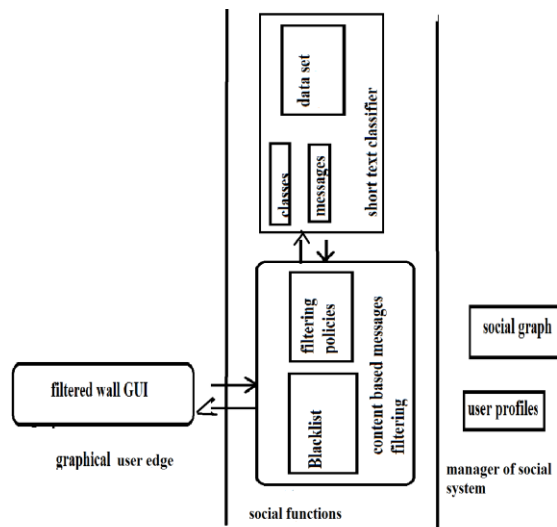 data set
classes
messages
short text classifier
filtering
policies
Blacklist
content based messages
filtering
filtered wall GUI
graphical user edge
social functions
social graph
user profiles
manager of social
system